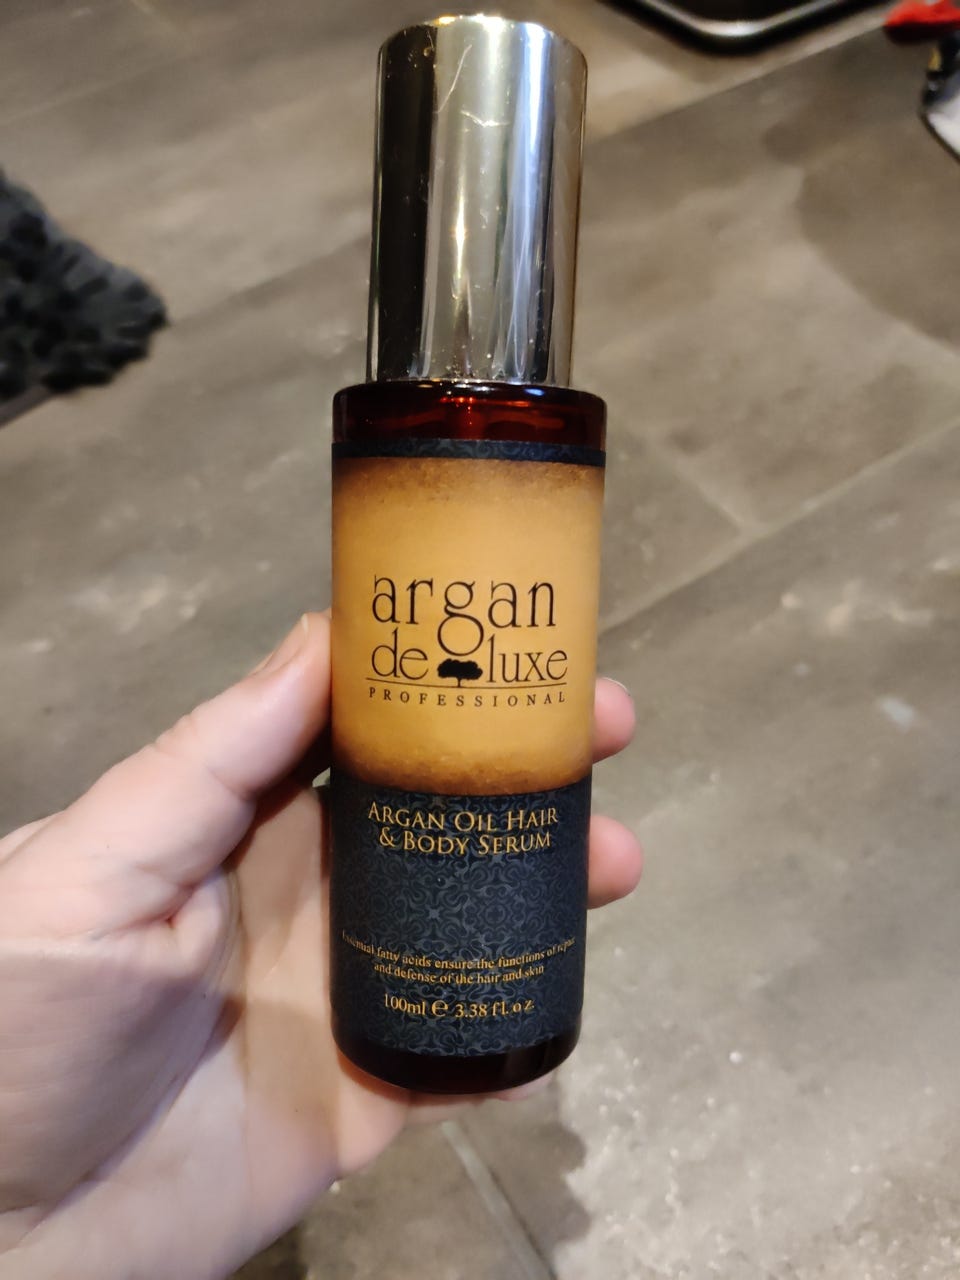 argan
de luxe
PROFESSIONAL
ARGAN OIL HAIR
& BODY SERUM
Essential fatty acids ensure the functions of repair
and defense of the hair and skin
100ml ℮ 3.38 fl. oz